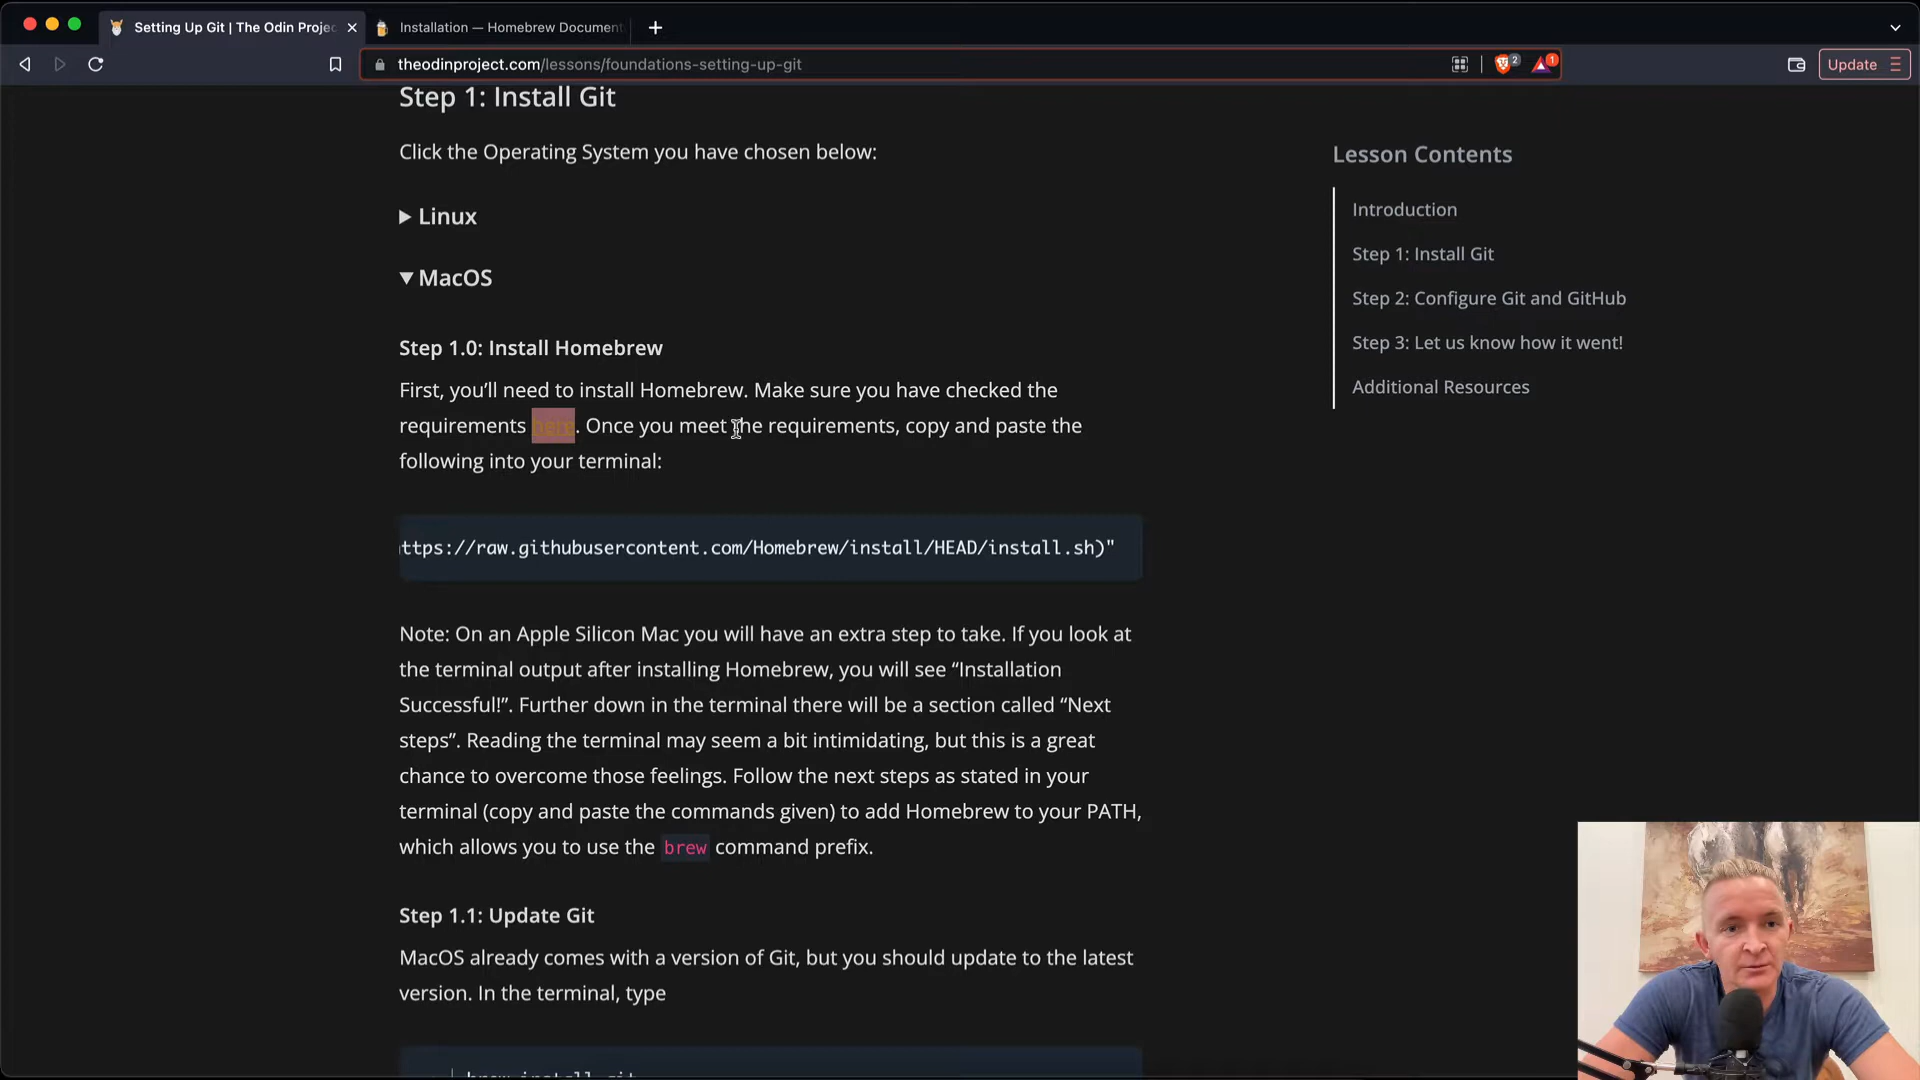 Setting Up Git | The Odin Proje
Installation — Homebrew Document
theodinproject.com/lessons/foundations-setting-up-git
2
1
Update
Step 1: Install Git
Click the Operating System you have chosen below:
Linux
MacOS
Step 1.0: Install Homebrew
First, you'll need to install Homebrew. Make sure you have checked the
requirements here. Once you meet the requirements, copy and paste the
following into your terminal:
ttps://raw.githubusercontent.com/Homebrew/install/HEAD/install.sh)"
Note: On an Apple Silicon Mac you will have an extra step to take. If you look at
the terminal output after installing Homebrew, you will see “Installation
Successful!”. Further down in the terminal there will be a section called “Next
steps”. Reading the terminal may seem a bit intimidating, but this is a great
chance to overcome those feelings. Follow the next steps as stated in your
terminal (copy and paste the commands given) to add Homebrew to your PATH,
which allows you to use the brew command prefix.
Step 1.1: Update Git
MacOS already comes with a version of Git, but you should update to the latest
version. In the terminal, type
brew install git
Lesson Contents
Introduction
Step 1: Install Git
Step 2: Configure Git and GitHub
Step 3: Let us know how it went!
Additional Resources